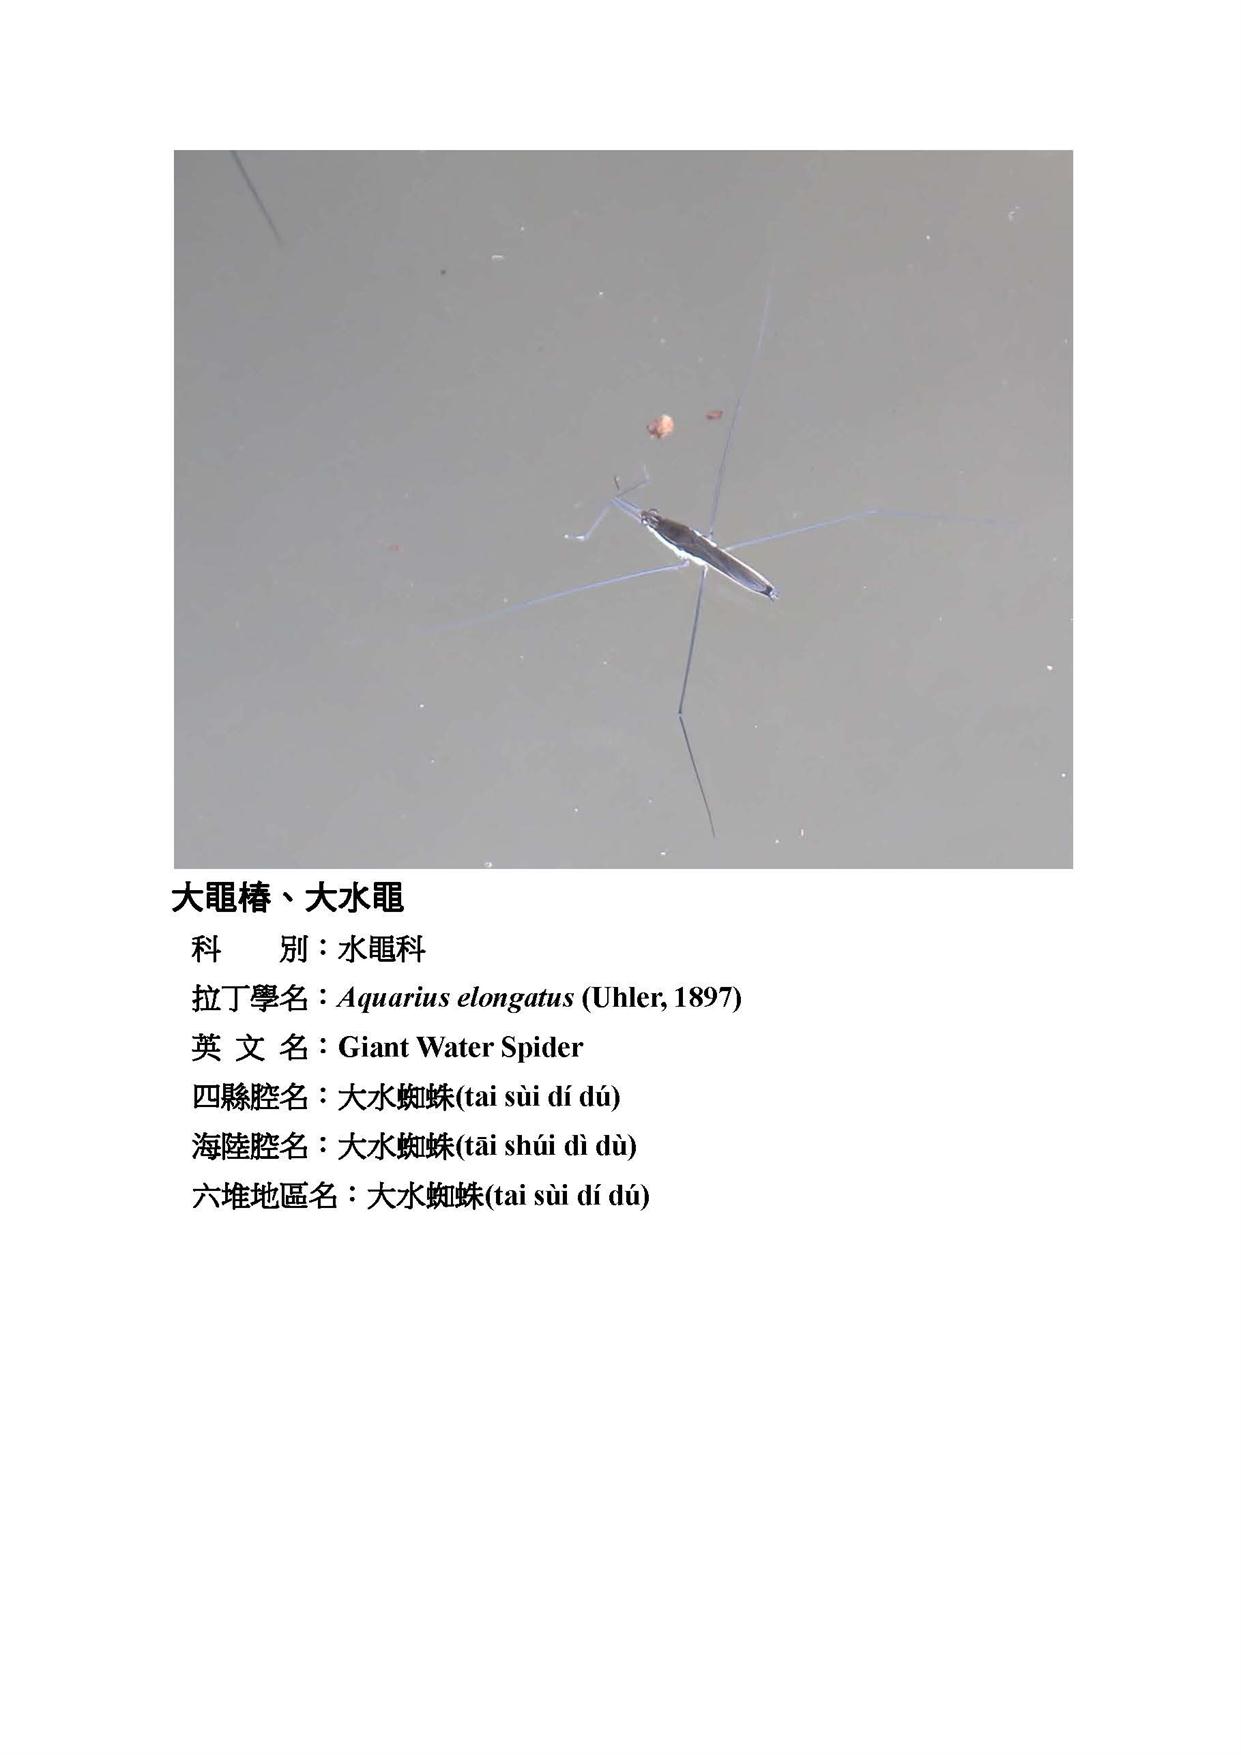 大黽椿、大水黽
科　　別：水黽科
拉丁學名：Aquarius elongatus (Uhler, 1897)
英 文 名：Giant Water Spider
四縣腔名：大水蜘蛛(tai sùi dí dú)
海陸腔名：大水蜘蛛(tāi shúi dì dù)
六堆地區名：大水蜘蛛(tai sùi dí dú)